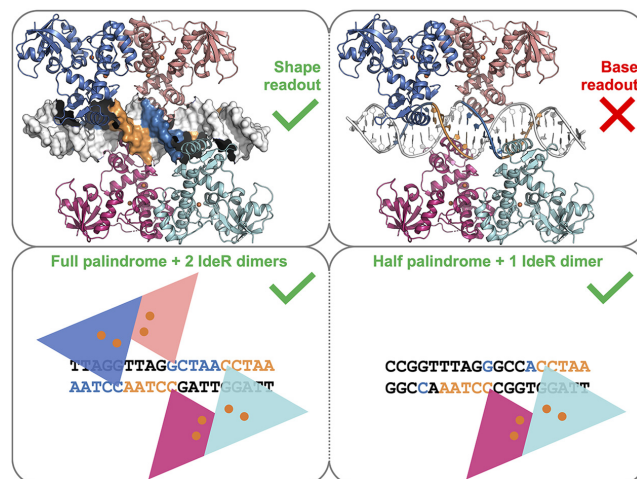 Shape
readout
Base
readout
Full palindrome + 2 IdeR dimers
Half palindrome + 1 IdeR dimer
TTAGGTTAGGCTAACCTAA
AATCCAATCCGATTGGATT
CCGGTTTAGGGCCACCTAA
GGCCAAATCCCGGTGGATT